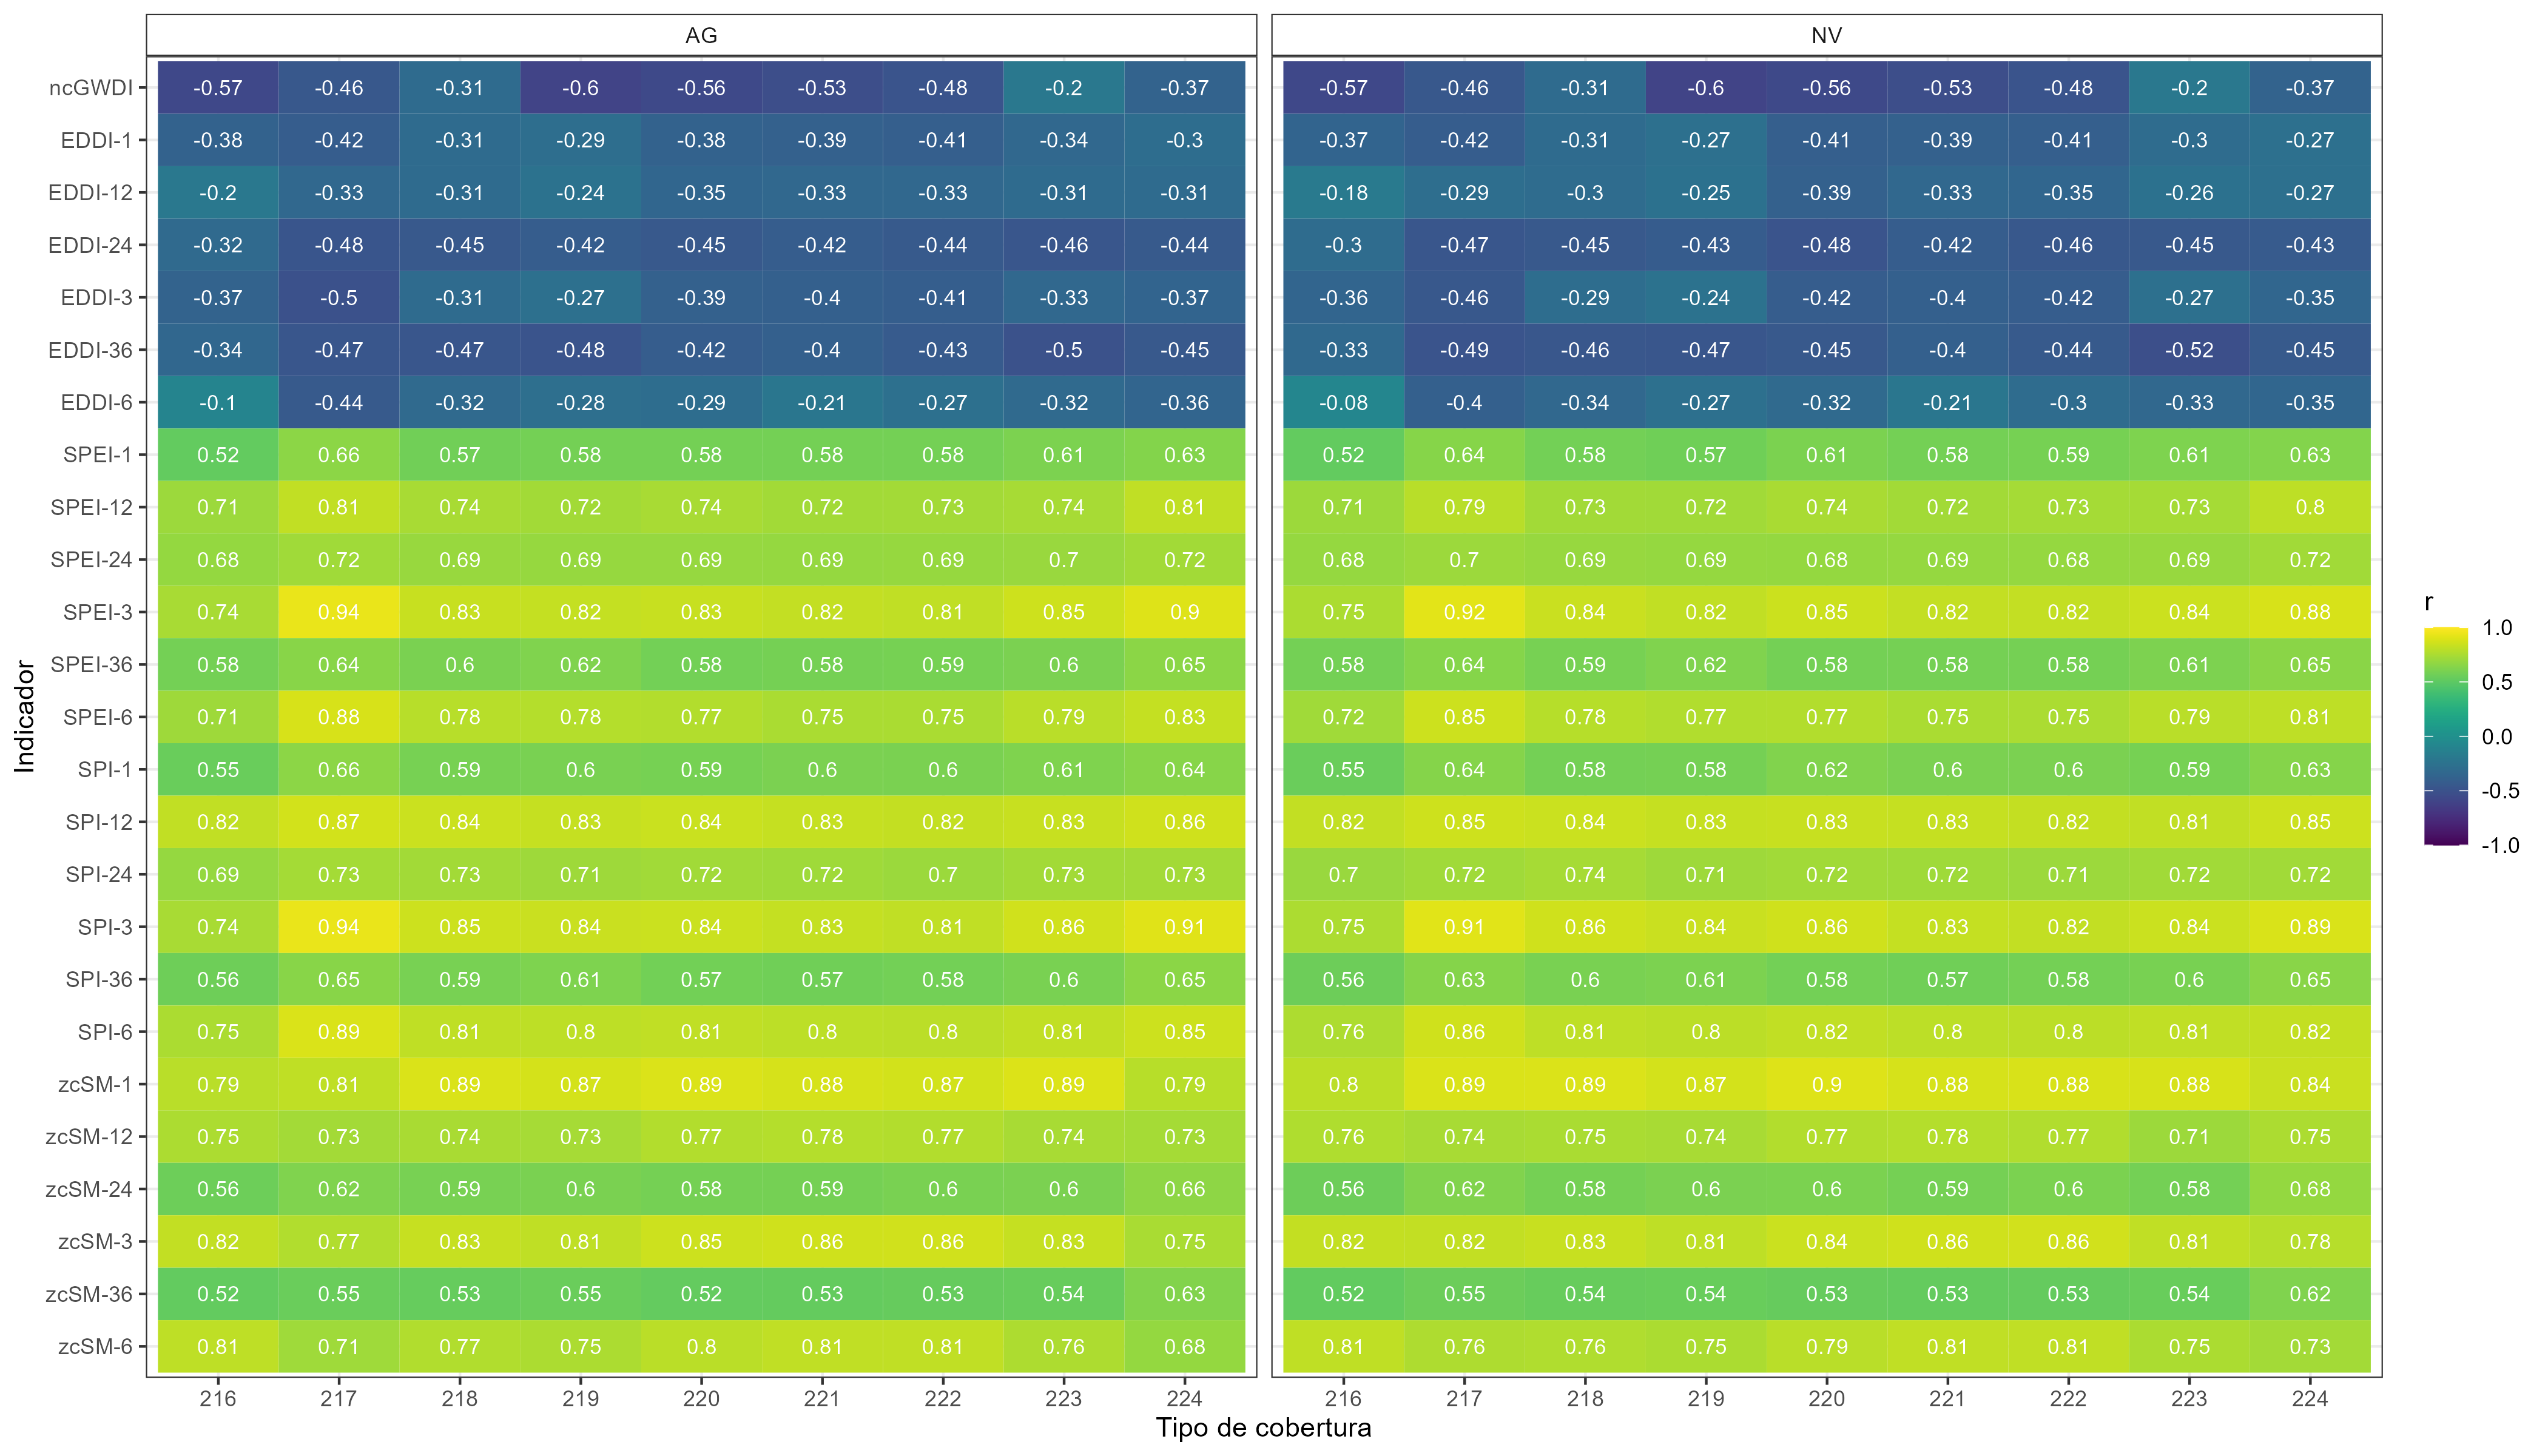 AG NV
ncGWDI -0.57 -0.46 -0.31 -0.6 -0.56 -0.53 -0.48 -0.2 -0.37 -0.57 -0.46 -0.31 -0.6 -0.56 -0.53 -0.48 -0.2 -0.37
EDDI-1 -0.38 -0.42 -0.31 -0.29 -0.38 -0.39 -0.41 -0.34 -0.3 -0.37 -0.42 -0.31 -0.27 -0.41 -0.39 -0.41 -0.3 -0.27
EDDI-12 -0.2 -0.33 -0.31 -0.24 -0.35 -0.33 -0.33 -0.31 -0.31 -0.18 -0.29 -0.3 -0.25 -0.39 -0.33 -0.35 -0.26 -0.27
EDDI-24 -0.32 -0.48 -0.45 -0.42 -0.45 -0.42 -0.44 -0.46 -0.44 -0.3 -0.47 -0.45 -0.43 -0.48 -0.42 -0.46 -0.45 -0.43
EDDI-3 -0.37 -0.5 -0.31 -0.27 -0.39 -0.4 -0.41 -0.33 -0.37 -0.36 -0.46 -0.29 -0.24 -0.42 -0.4 -0.42 -0.27 -0.35
EDDI-36 -0.34 -0.47 -0.47 -0.48 -0.42 -0.4 -0.43 -0.5 -0.45 -0.33 -0.49 -0.46 -0.47 -0.45 -0.4 -0.44 -0.52 -0.45
EDDI-6 -0.1 -0.44 -0.32 -0.28 -0.29 -0.21 -0.27 -0.32 -0.36 -0.08 -0.4 -0.34 -0.27 -0.32 -0.21 -0.3 -0.33 -0.35
SPEI-1 0.52 0.66 0.57 0.58 0.58 0.58 0.58 0.61 0.63 0.52 0.64 0.58 0.57 0.61 0.58 0.59 0.61 0.63
SPEI-12 0.71 0.81 0.74 0.72 0.74 0.72 0.73 0.74 0.81 0.71 0.79 0.73 0.72 0.74 0.72 0.73 0.73 0.8
SPEI-24 0.68 0.72 0.69 0.69 0.69 0.69 0.69 0.7 0.72 0.68 0.7 0.69 0.69 0.68 0.69 0.68 0.69 0.72
SPEI-3 0.74 0.94 0.83 0.82 0.83 0.82 0.81 0.85 0.9 0.75 0.92 0.84 0.82 0.85 0.82 0.82 0.84 0.88
SPEI-36 0.58 0.64 0.6 0.62 0.58 0.58 0.59 0.6 0.65 0.58 0.64 0.59 0.62 0.58 0.58 0.58 0.61 0.65
SPEI-6 0.71 0.88 0.78 0.78 0.77 0.75 0.75 0.79 0.83 0.72 0.85 0.78 0.77 0.77 0.75 0.75 0.79 0.81
SPI-1 0.55 0.66 0.59 0.6 0.59 0.6 0.6 0.61 0.64 0.55 0.64 0.58 0.58 0.62 0.6 0.6 0.59 0.63
SPI-12 0.82 0.87 0.84 0.83 0.84 0.83 0.82 0.83 0.86 0.82 0.85 0.84 0.83 0.83 0.83 0.82 0.81 0.85
SPI-24 0.69 0.73 0.73 0.71 0.72 0.72 0.7 0.73 0.73 0.7 0.72 0.74 0.71 0.72 0.72 0.71 0.72 0.72
SPI-3 0.74 0.94 0.85 0.84 0.84 0.83 0.81 0.86 0.91 0.75 0.91 0.86 0.84 0.86 0.83 0.82 0.84 0.89
SPI-36 0.56 0.65 0.59 0.61 0.57 0.57 0.58 0.6 0.65 0.56 0.63 0.6 0.61 0.58 0.57 0.58 0.6 0.65
SPI-6 0.75 0.89 0.81 0.8 0.81 0.8 0.8 0.81 0.85 0.76 0.86 0.81 0.8 0.82 0.8 0.8 0.81 0.82
zcSM-1 0.79 0.81 0.89 0.87 0.89 0.88 0.87 0.89 0.79 0.8 0.89 0.89 0.87 0.9 0.88 0.88 0.88 0.84
zcSM-12 0.75 0.73 0.74 0.73 0.77 0.78 0.77 0.74 0.73 0.76 0.74 0.75 0.74 0.77 0.78 0.77 0.71 0.75
zcSM-24 0.56 0.62 0.59 0.6 0.58 0.59 0.6 0.6 0.66 0.56 0.62 0.58 0.6 0.6 0.59 0.6 0.58 0.68
zcSM-3 0.82 0.77 0.83 0.81 0.85 0.86 0.86 0.83 0.75 0.82 0.82 0.83 0.81 0.84 0.86 0.86 0.81 0.78
zcSM-36 0.52 0.55 0.53 0.55 0.52 0.53 0.53 0.54 0.63 0.52 0.55 0.54 0.54 0.53 0.53 0.53 0.54 0.62
zcSM-6 0.81 0.71 0.77 0.75 0.8 0.81 0.81 0.76 0.68 0.81 0.76 0.76 0.75 0.79 0.81 0.81 0.75 0.73
216 217 218 219 220 221 222 223 224 216 217 218 219 220 221 222 223 224
Tipo de cobertura
Indicador
r
1.0
0.5
0.0
-0.5
-1.0